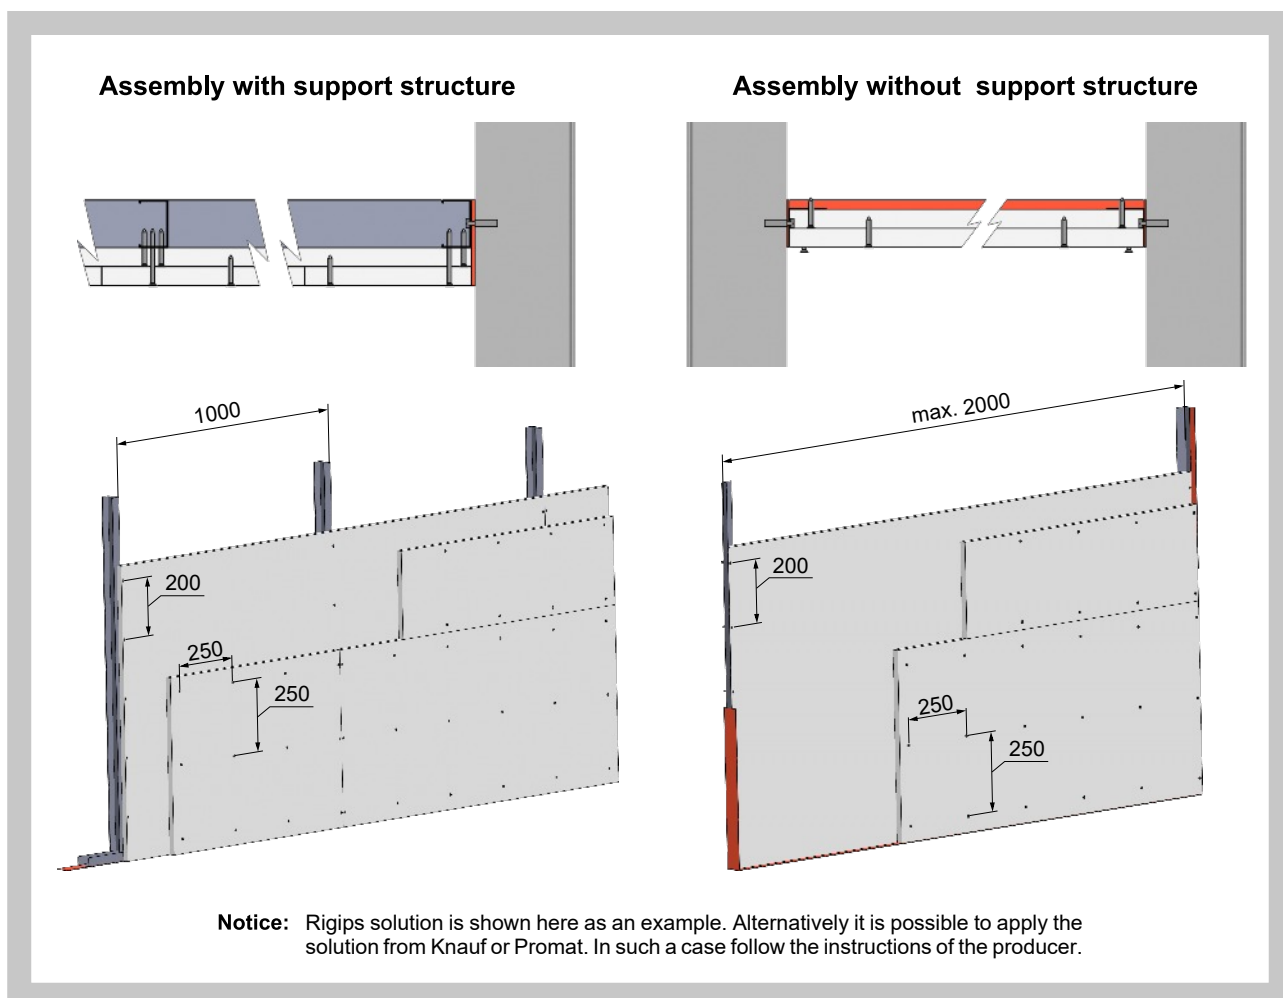 Assembly with support structure
Assembly without support structure
1000
max. 2000
200
250
250
200
250
250
Notice: Rigips solution is shown here as an example. Alternatively it is possible to apply the
solution from Knauf or Promat. In such a case follow the instructions of the producer.